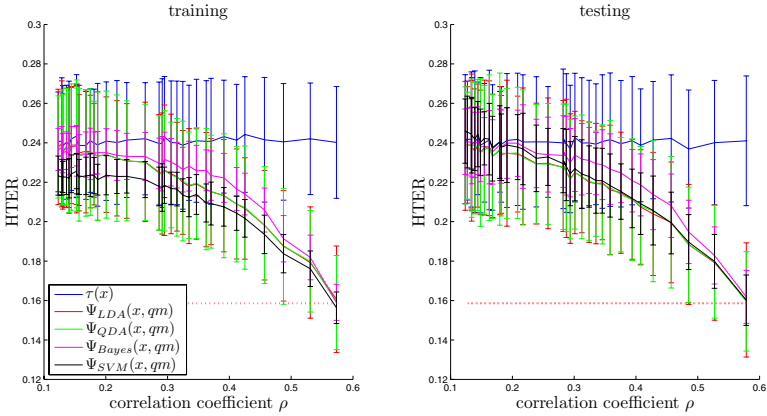 training
testing
0.3
0.28
0.26
0.24
0.22
0.2
0.18
0.16
0.14
0.12
HTER
0.1
0.2
0.3
0.4
0.5
0.6
correlation coefficient ρ
τ(x)
Ψ_LDA(x, qm)
Ψ_QDA(x, qm)
Ψ_Bayes(x, qm)
Ψ_SVM(x, qm)
0.3
0.28
0.26
0.24
0.22
0.2
0.18
0.16
0.14
0.12
HTER
0.1
0.2
0.3
0.4
0.5
0.6
correlation coefficient ρ